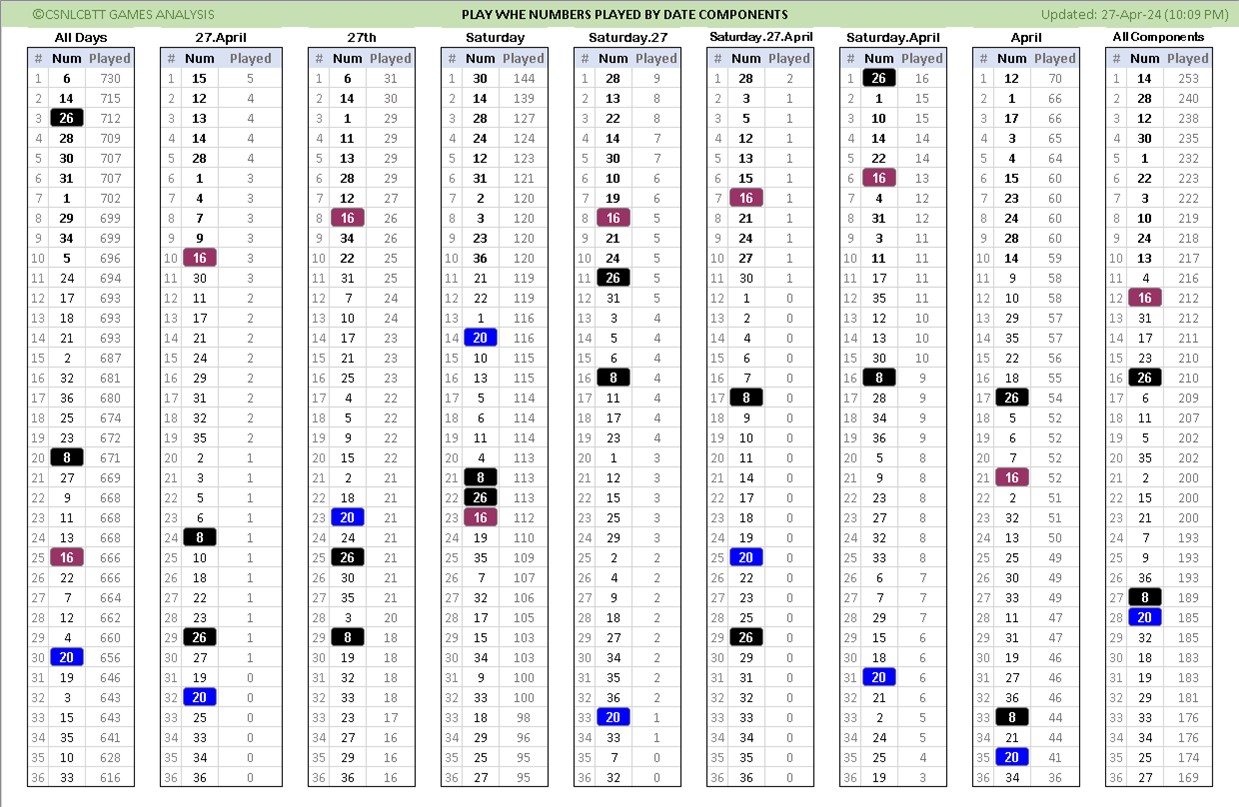 ©CSNLCBTT GAMES ANALYSIS PLAY WHE NUMBERS PLAYED BY DATE COMPONENTS Updated: 27-Apr-24 (10:09 PM)
All Days 27.April 27th Saturday Saturday.27 Saturday.27.April Saturday.April April All Components
# Num Played # Num Played # Num Played # Num Played # Num Played # Num Played # Num Played # Num Played # Num Played
1 6 730 1 15 5 1 6 31 1 30 144 1 28 9 1 28 2 1 26 16 1 12 70 1 14 253
2 14 715 2 12 4 2 14 30 2 14 139 2 13 8 2 3 1 2 1 15 2 1 66 2 28 240
3 26 712 3 13 4 3 1 29 3 28 127 3 22 8 3 5 1 3 10 15 3 17 66 3 12 238
4 28 709 4 14 4 4 11 29 4 24 124 4 14 7 4 12 1 4 14 14 4 3 64 4 30 235
5 30 707 5 28 4 5 13 29 5 12 123 5 30 7 5 13 1 5 22 14 5 4 64 5 1 232
6 31 707 6 1 3 6 28 29 6 31 121 6 10 6 6 15 1 6 16 13 6 15 60 6 22 223
7 1 702 7 4 3 7 12 27 7 2 120 7 19 6 7 16 1 7 4 12 7 23 60 7 3 222
8 29 699 8 7 3 8 16 26 8 3 120 8 16 5 8 21 1 8 31 12 8 24 60 8 10 219
9 34 699 9 9 3 9 34 26 9 23 120 9 21 5 9 24 1 9 3 11 9 28 60 9 24 218
10 5 696 10 16 3 10 22 25 10 36 120 10 24 5 10 27 1 10 11 11 10 14 59 10 13 217
11 24 694 11 30 3 11 31 25 11 21 119 11 26 5 11 30 1 11 17 11 11 9 58 11 4 216
12 17 693 12 11 2 12 7 24 12 22 119 12 31 5 12 1 0 12 35 11 12 10 58 12 16 212
13 18 693 13 17 2 13 10 24 13 1 116 13 3 4 13 2 0 13 12 10 13 29 57 13 31 212
14 21 693 14 21 2 14 17 23 14 20 116 14 5 4 14 4 0 14 13 10 14 35 57 14 17 211
15 2 687 15 24 2 15 21 23 15 10 115 15 6 4 15 6 0 15 30 10 15 22 56 15 23 210
16 32 681 16 29 2 16 25 23 16 13 115 16 8 4 16 7 0 16 8 9 16 18 55 16 26 210
17 36 680 17 31 2 17 4 22 17 5 114 17 11 4 17 8 0 17 28 9 17 26 54 17 6 209
18 25 674 18 32 2 18 5 22 18 6 114 18 17 4 18 9 0 18 34 9 18 5 52 18 11 207
19 23 672 19 35 2 19 9 22 19 11 114 19 23 4 19 10 0 19 36 9 19 6 52 19 5 202
20 8 671 20 2 1 20 15 22 20 4 113 20 1 3 20 11 0 20 5 8 20 7 52 20 35 202
21 27 669 21 3 1 21 2 21 21 8 113 21 12 3 21 14 0 21 9 8 21 16 52 21 2 200
22 9 668 22 5 1 22 18 21 22 26 113 22 15 3 22 17 0 22 23 8 22 2 51 22 15 200
23 11 668 23 6 1 23 20 21 23 16 112 23 25 3 23 18 0 23 27 8 23 32 51 23 21 200
24 13 668 24 8 1 24 24 21 24 19 110 24 29 3 24 19 0 24 32 8 24 13 50 24 7 193
25 16 666 25 10 1 25 26 21 25 35 109 25 2 2 25 20 0 25 33 8 25 25 49 25 9 193
26 22 666 26 18 1 26 30 21 26 7 107 26 4 2 26 22 0 26 6 7 26 30 49 26 36 193
27 7 664 27 22 1 27 35 21 27 32 106 27 9 2 27 23 0 27 7 7 27 33 49 27 8 189
28 12 662 28 23 1 28 3 20 28 17 105 28 18 2 28 25 0 28 29 7 28 11 47 28 20 185
29 4 660 29 26 1 29 8 18 29 15 103 29 27 2 29 26 0 29 15 6 29 31 47 29 32 185
30 20 656 30 27 1 30 19 18 30 34 103 30 34 2 30 29 0 30 18 6 30 19 46 30 18 183
31 19 646 31 19 0 31 32 18 31 9 100 31 35 2 31 31 0 31 20 6 31 27 46 31 19 183
32 3 643 32 20 0 32 33 18 32 33 100 32 36 2 32 32 0 32 21 6 32 36 46 32 29 181
33 15 643 33 25 0 33 23 17 33 18 98 33 20 1 33 33 0 33 2 5 33 8 44 33 33 176
34 35 641 34 33 0 34 27 16 34 29 96 34 33 1 34 34 0 34 24 5 34 21 44 34 34 176
35 10 628 35 34 0 35 29 16 35 25 95 35 7 0 35 35 0 35 25 4 35 20 41 35 25 174
36 33 616 36 36 0 36 36 16 36 27 95 36 32 0 36 36 0 36 19 3 36 34 36 36 27 169